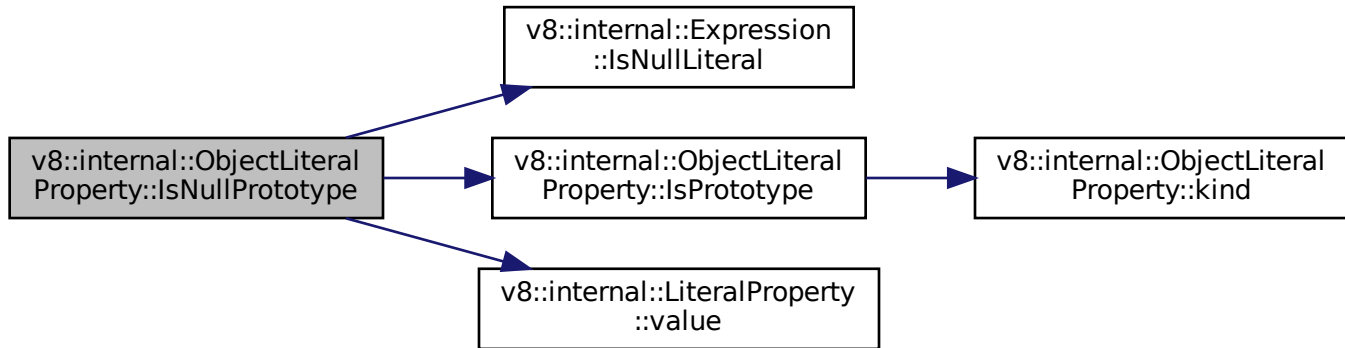 v8::internal::Expression
::IsNullLiteral
v8::internal::ObjectLiteral
Property::IsNullPrototype
v8::internal::ObjectLiteral
Property::IsPrototype
v8::internal::ObjectLiteral
Property::kind
v8::internal::LiteralProperty
::value